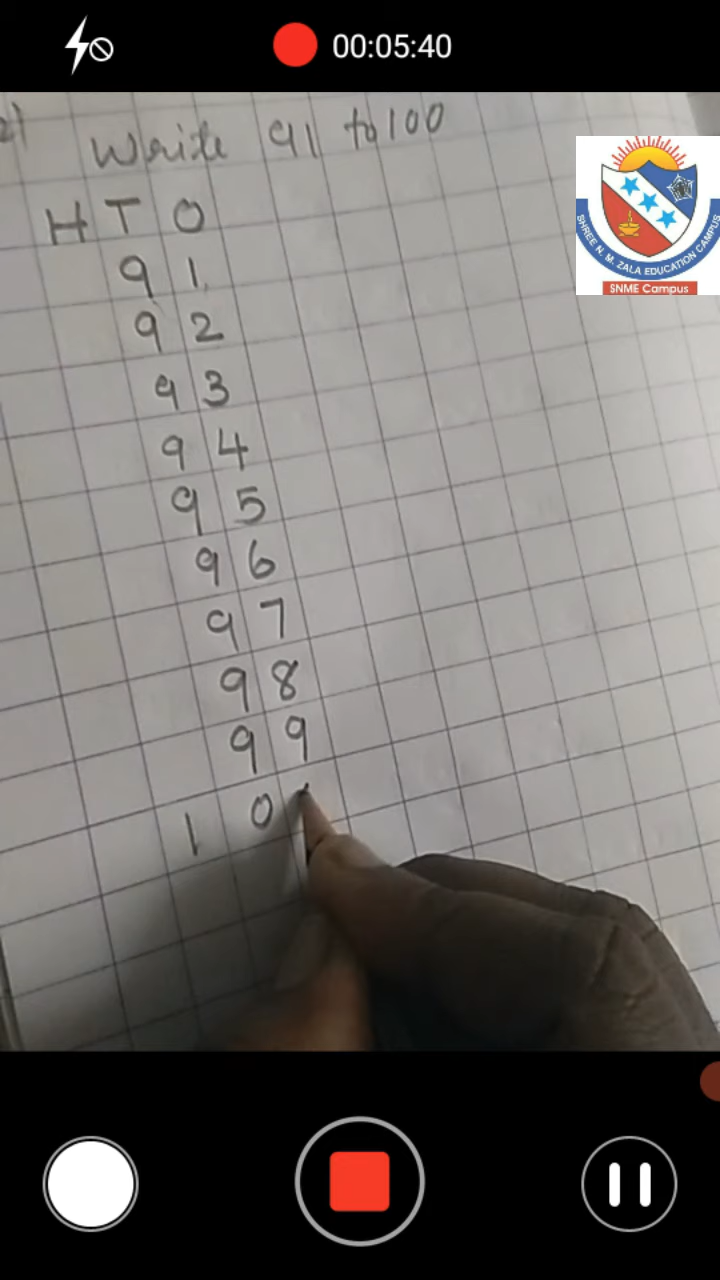 00:05:40
2) Write 91 to 100
H T O
9 1
9 2
9 3
9 4
9 5
9 6
9 7
9 8
9 9
1 0
SHREE N. M. ZALA EDUCATION CAMPUS
SNME Campus